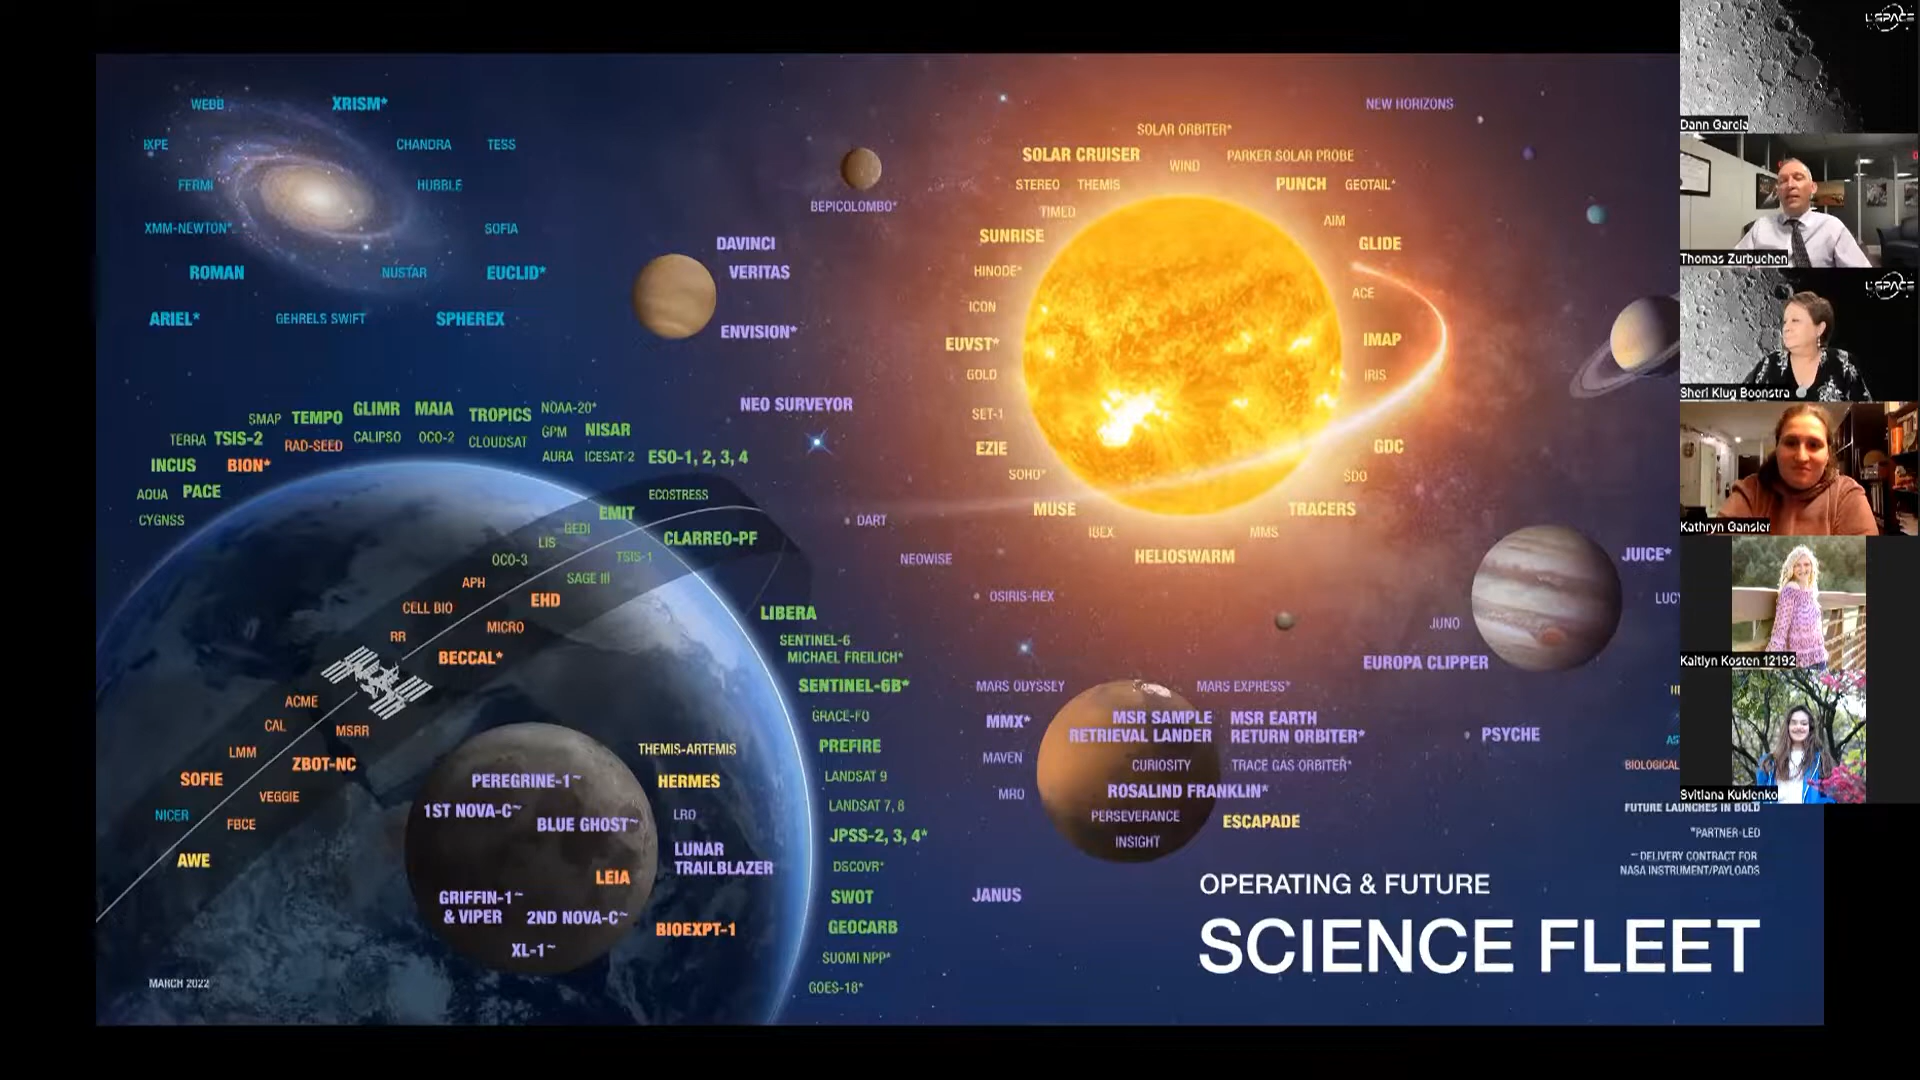 WEBB
XRISM*
IXPE
CHANDRA
TESS
FERMI
HUBBLE
XMM-NEWTON*
SOFIA
ROMAN
NUSTAR
EUCLID*
ARIEL*
GEHRELS SWIFT
SPHEREX
BEPICOLOMBO*
DAVINCI
VERITAS
ENVISION*
NEO SURVEYOR
NEW HORIZONS
SOLAR ORBITER*
SOLAR CRUISER
WIND
PARKER SOLAR PROBE
STEREO
THEMIS
PUNCH
GEOTAIL*
TIMED
AIM
SUNRISE
GLIDE
HINODE*
ACE
ICON
EUVST*
IMAP
GOLD
IRIS
SET-1
EZIE
GDC
SOHO*
SDO
MUSE
TRACERS
IBEX
MMS
HELIOSWARM
SMAP
TEMPO
GLIMR
MAIA
TROPICS
NOAA-20*
TERRA
TSIS-2
RAD-SEED
CALIPSO
OCO-2
CLOUDSAT
GPM
NISAR
INCUS
BION*
AURA
ICESAT-2
ESO-1, 2, 3, 4
AQUA
PACE
ECOSTRESS
CYGNSS
EMIT
GEDI
LIS
CLARREO-PF
OCO-3
TSIS-1
APH
SAGE III
CELL BIO
EHD
RR
MICRO
BECCAL*
ACME
CAL
MSRR
LMM
ZBOT-NC
SOFIE
VEGGIE
NICER
FBCE
AWE
LIBERA
SENTINEL-6
MICHAEL FREILICH*
SENTINEL-6B*
GRACE-FO
PREFIRE
LANDSAT 9
LANDSAT 7, 8
JPSS-2, 3, 4*
DSCOVR*
SWOT
GEOCARB
SUOMI NPP*
GOES-18*
THEMIS-ARTEMIS
PEREGRINE-1~
HERMES
1ST NOVA-C~
BLUE GHOST~
LRO
LUNAR
TRAILBLAZER
LEIA
GRIFFIN-1~
& VIPER
2ND NOVA-C~
BIOEXPT-1
XL-1~
DART
NEOWISE
OSIRIS-REX
JUICE*
LUCY
JUNO
EUROPA CLIPPER
PSYCHE
MARS ODYSSEY
MARS EXPRESS*
MMX*
MSR SAMPLE
RETRIEVAL LANDER
MSR EARTH
RETURN ORBITER*
MAVEN
CURIOSITY
TRACE GAS ORBITER*
MRO
ROSALIND FRANKLIN*
PERSEVERANCE
ESCAPADE
INSIGHT
JANUS
BIOLOGICAL
FUTURE LAUNCHES IN BOLD
*PARTNER-LED
~ DELIVERY CONTRACT FOR
NASA INSTRUMENT/PAYLOADS
OPERATING & FUTURE
SCIENCE FLEET
MARCH 2022
L'SPACE
Dann Garcia
Thomas Zurbuchen
L'SPACE
Sheri Klug Boonstra
Kathryn Gansler
Kaitlyn Kosten 12192
Svitlana Kuklenko